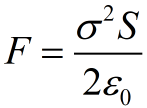 F = σ²S / 2ε₀